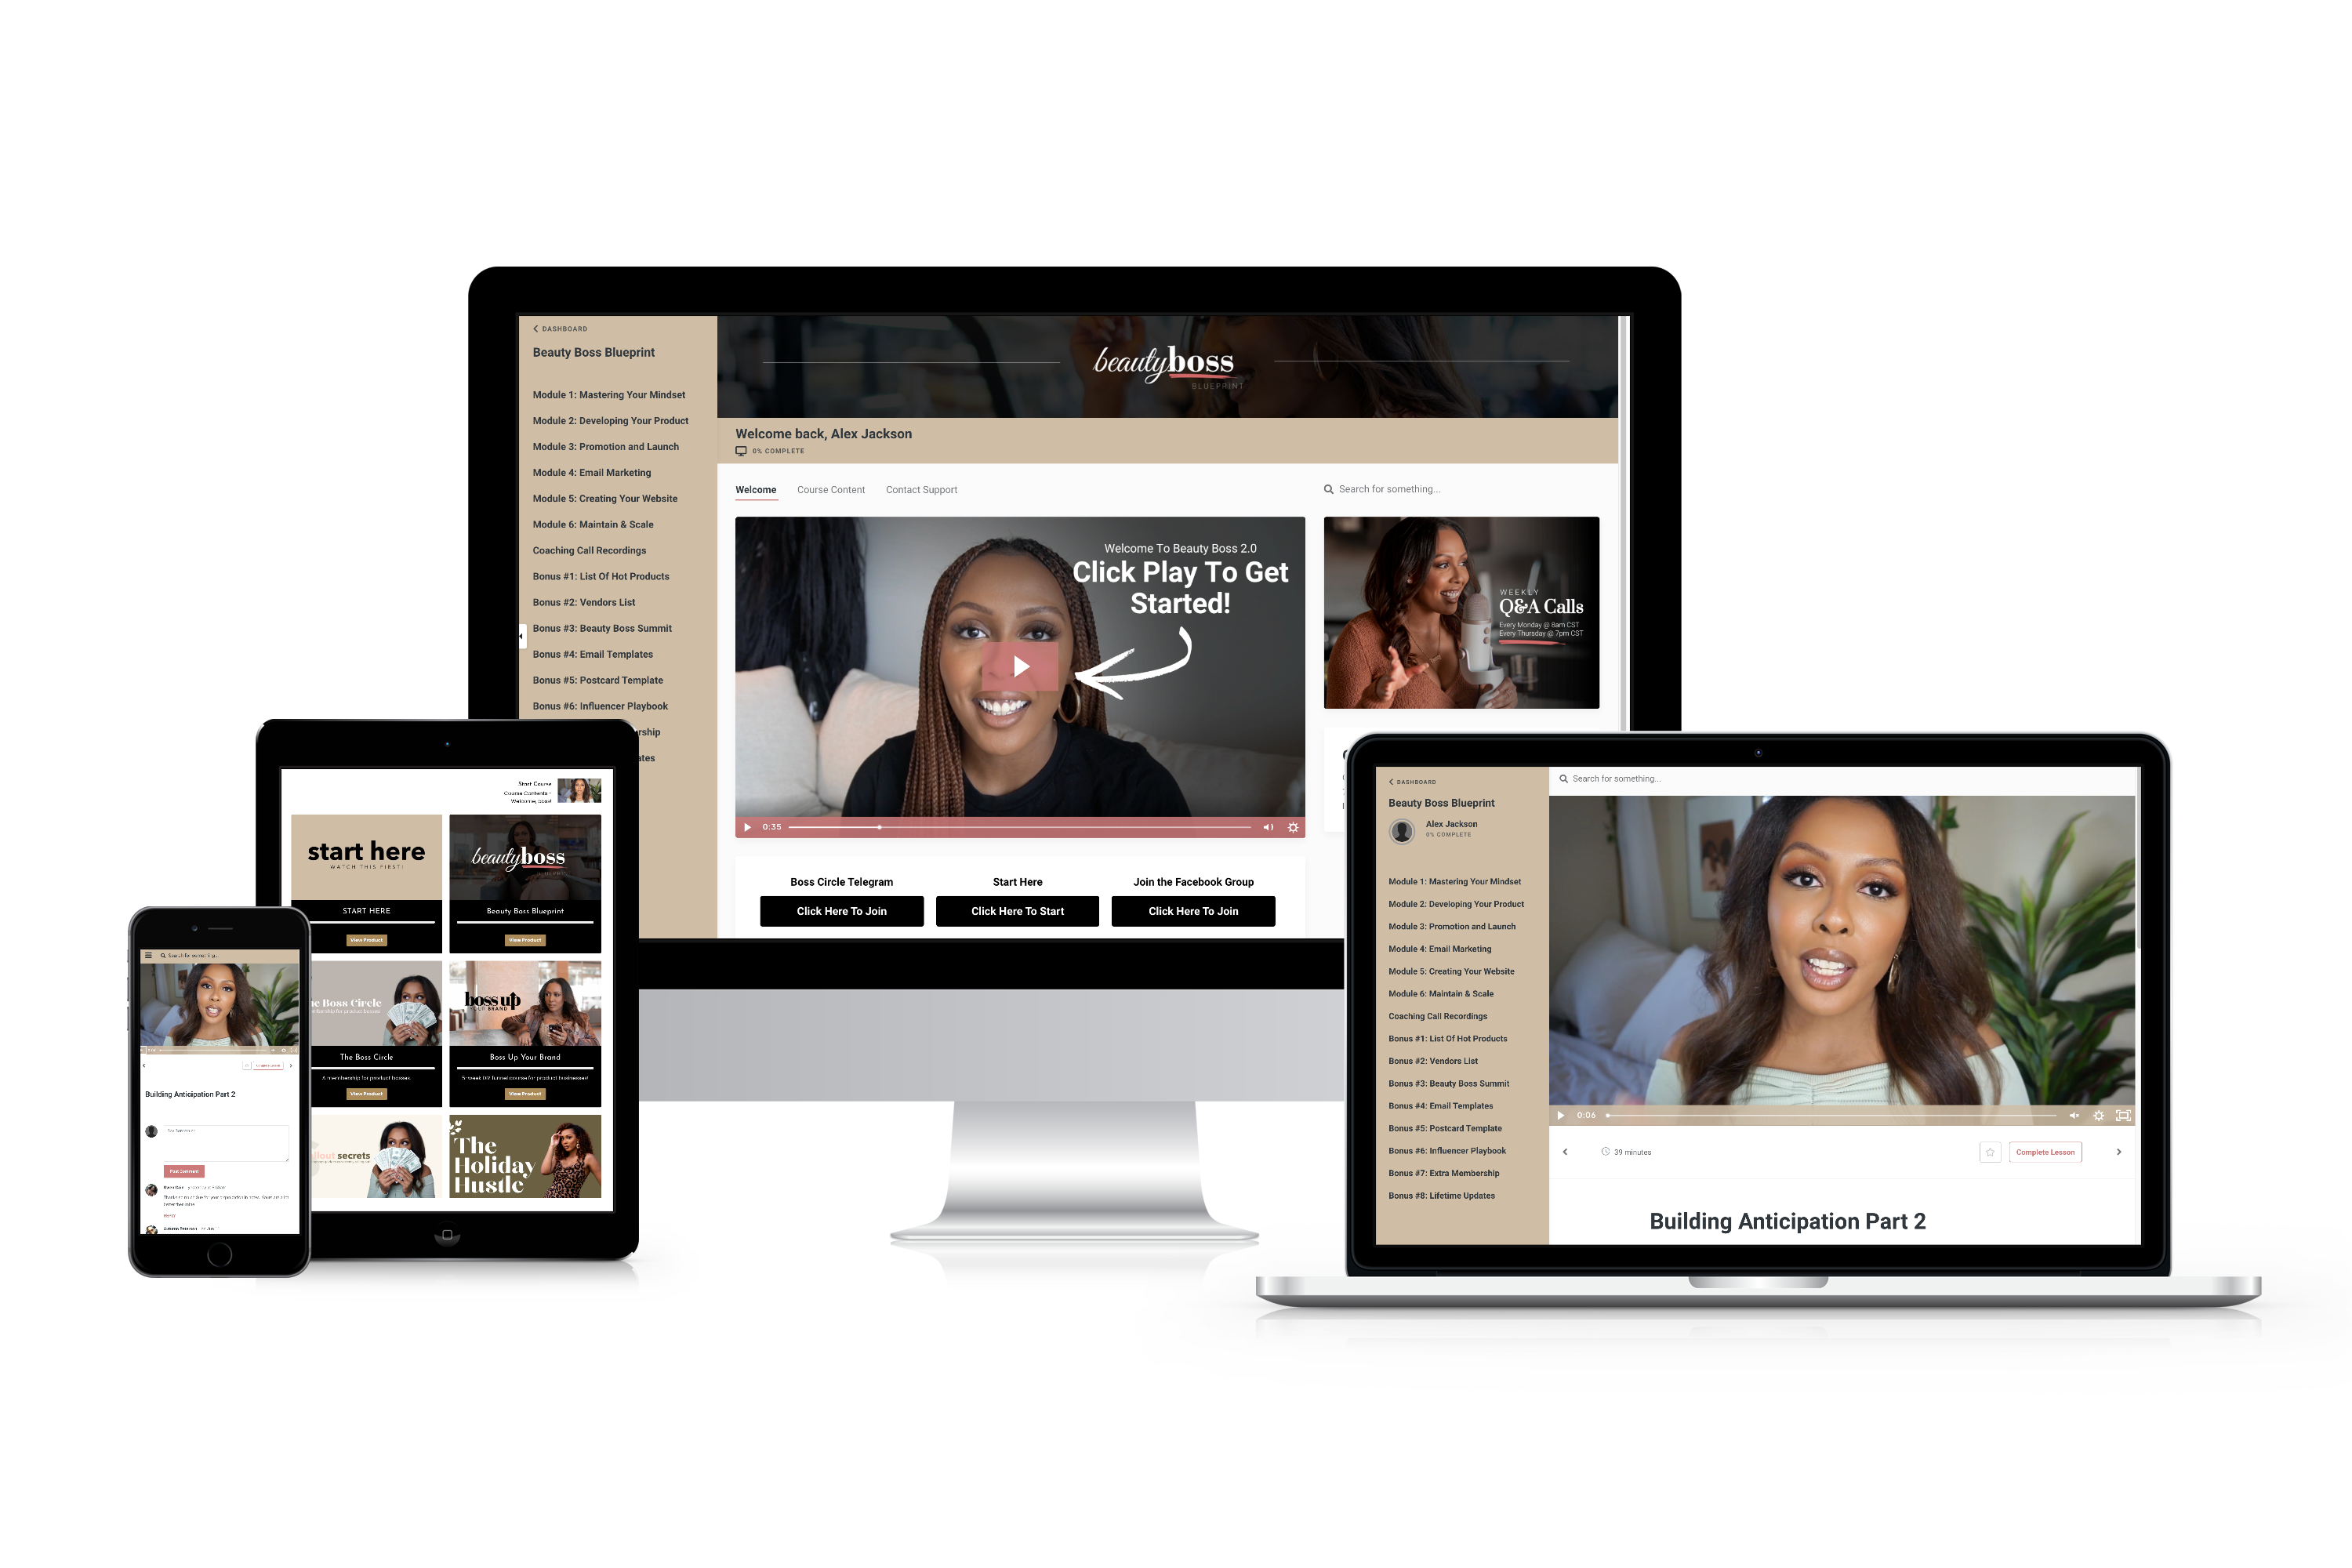 DASHBOARD
Beauty Boss Blueprint
Module 1: Mastering Your Mindset
Module 2: Developing Your Product
Module 3: Promotion and Launch
Module 4: Email Marketing
Module 5: Creating Your Website
Module 6: Maintain & Scale
Coaching Call Recordings
Bonus #1: List Of Hot Products
Bonus #2: Vendors List
Bonus #3: Beauty Boss Summit
Bonus #4: Email Templates
Bonus #5: Postcard Template
Bonus #6: Influencer Playbook
beautyboss
BLUEPRINT
Welcome back, Alex Jackson
0% COMPLETE
Welcome Course Content Contact Support
Search for something...
Welcome To Beauty Boss 2.0
Click Play To Get
Started!
0:35
WEEKLY
Q&A Calls
Every Monday @ 8am CST
Every Thursday @ 7pm CST
Boss Circle Telegram
Click Here To Join
Start Here
Click Here To Start
Join the Facebook Group
Click Here To Join
Start Course
Course Contents
Welcome,
start here
WATCH THIS FIRST!
START HERE
View Product
beautyboss
Beauty Boss Blueprint
View Product
Boss Circle
The Boss Circle
A membership for product bosses.
View Product
boss up
YOUR BRAND
Boss Up Your Brand
View Product
secrets
The
Holiday
Hustle
Search for something...
Building Anticipation Part 2
Post Comment
DASHBOARD
Beauty Boss Blueprint
Alex Jackson
0% COMPLETE
Module 1: Mastering Your Mindset
Module 2: Developing Your Product
Module 3: Promotion and Launch
Module 4: Email Marketing
Module 5: Creating Your Website
Module 6: Maintain & Scale
Coaching Call Recordings
Bonus #1: List Of Hot Products
Bonus #2: Vendors List
Bonus #3: Beauty Boss Summit
Bonus #4: Email Templates
Bonus #5: Postcard Template
Bonus #6: Influencer Playbook
Bonus #7: Extra Membership
Bonus #8: Lifetime Updates
Search for something...
0:06
39 minutes
Complete Lesson
Building Anticipation Part 2